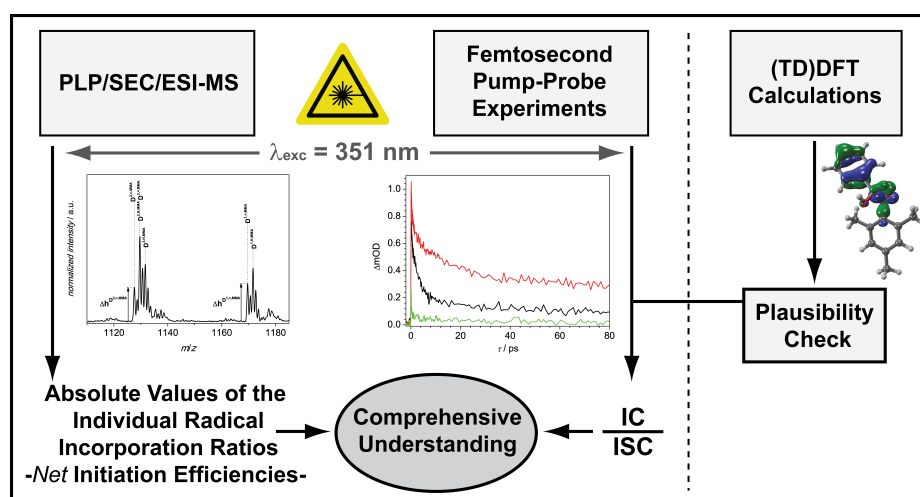 PLP/SEC/ESI-MS
Femtosecond
Pump-Probe
Experiments
(TD)DFT
Calculations
λexc = 351 nm
normalized intensity / a.u.
1120
1140
1160
1180
m/z
ΔmOD
1.0
0.8
0.6
0.4
0.2
0.0
0
20
40
60
80
τ / ps
Plausibility
Check
Absolute Values of the
Individual Radical
Incorporation Ratios
-Net Initiation Efficiencies-
Comprehensive
Understanding
IC
ISC